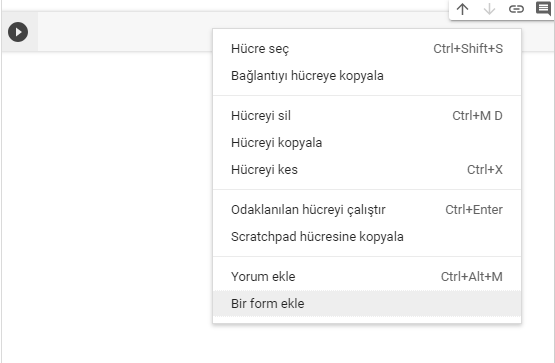 Hücre seç Ctrl+Shift+S
Bağlantıyı hücreye kopyala
Hücreyi sil Ctrl+M D
Hücreyi kopyala
Hücreyi kes Ctrl+X
Odaklanılan hücreyi çalıştır Ctrl+Enter
Scratchpad hücresine kopyala
Yorum ekle Ctrl+Alt+M
Bir form ekle